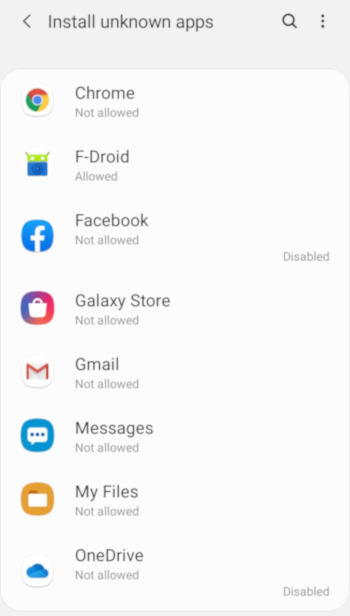 Install unknown apps
Chrome
Not allowed
F-Droid
Allowed
Facebook
Not allowed
Disabled
Galaxy Store
Not allowed
Gmail
Not allowed
Messages
Not allowed
My Files
Not allowed
OneDrive
Not allowed
Disabled